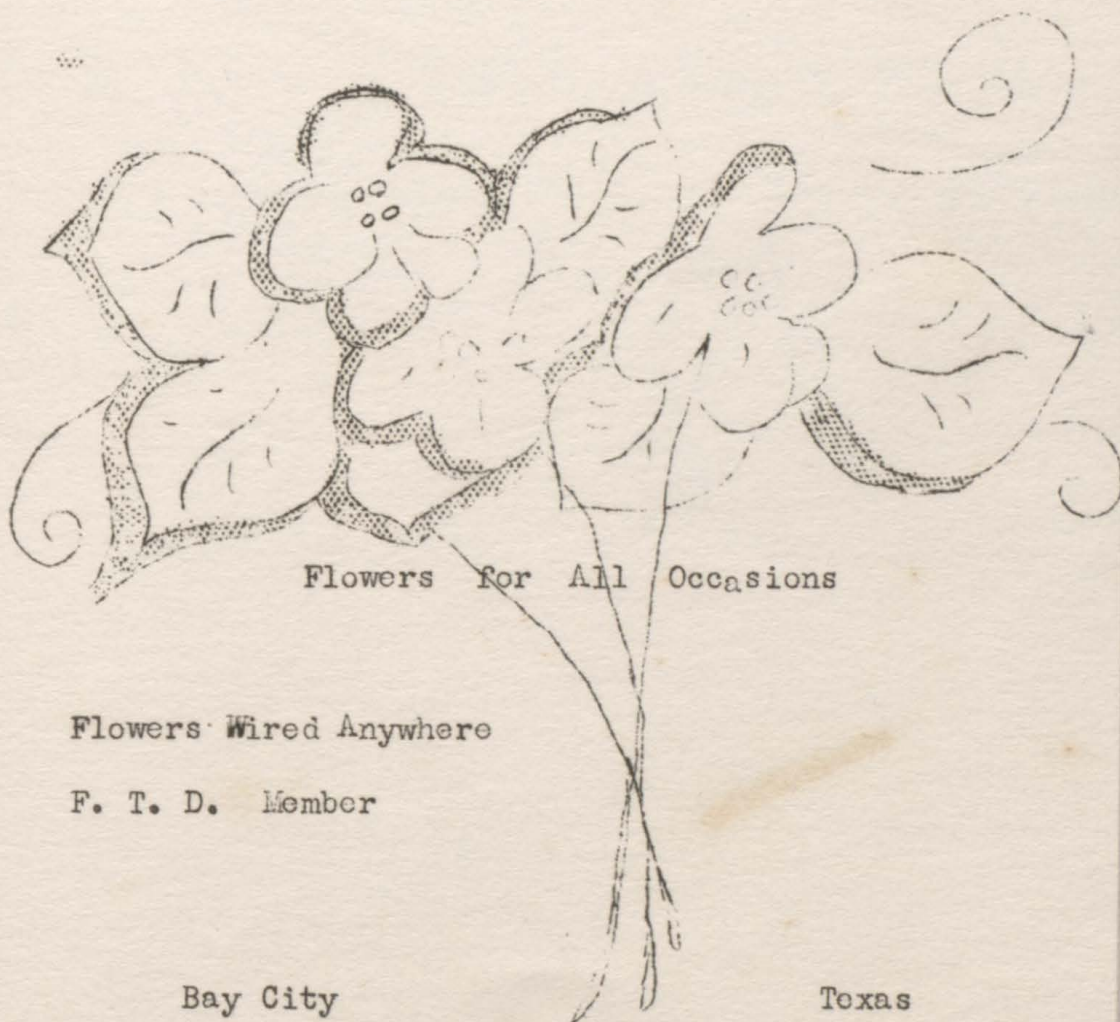 Flowers for All Occasions
Flowers Wired Anywhere
F. T. D. Member
Bay City Texas